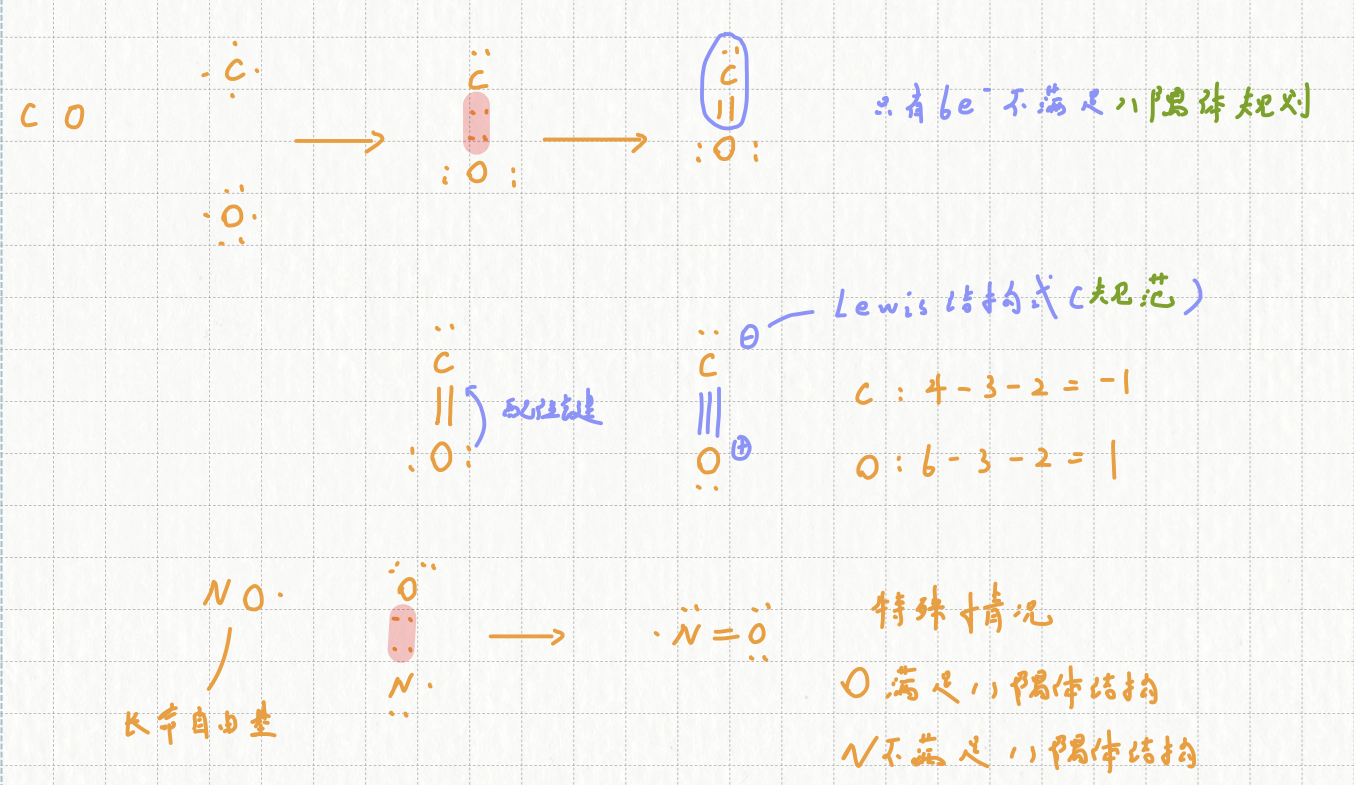 CO
C
O
C
O
C
O
只有6e⁻不满足八隅体规划
C
O
配位键
C ⊖
O ⊕
Lewis结构式(规范)
C:4-3-2=-1
O:6-3-2=1
NO·
长寿自由基
O
N·
·N=O
特殊情况
O满足八隅体结构
N不满足八隅体结构